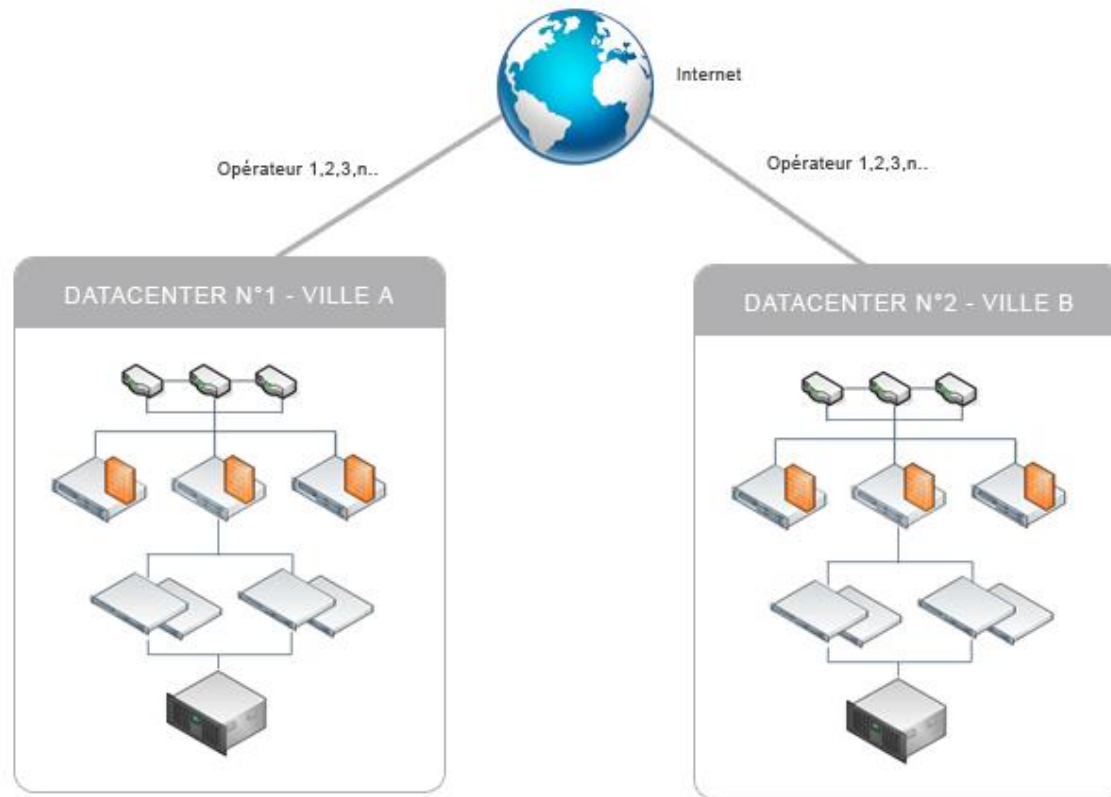 Internet
Opérateur 1,2,3,n..
Opérateur 1,2,3,n..
DATACENTER N°1 - VILLE A
DATACENTER N°2 - VILLE B